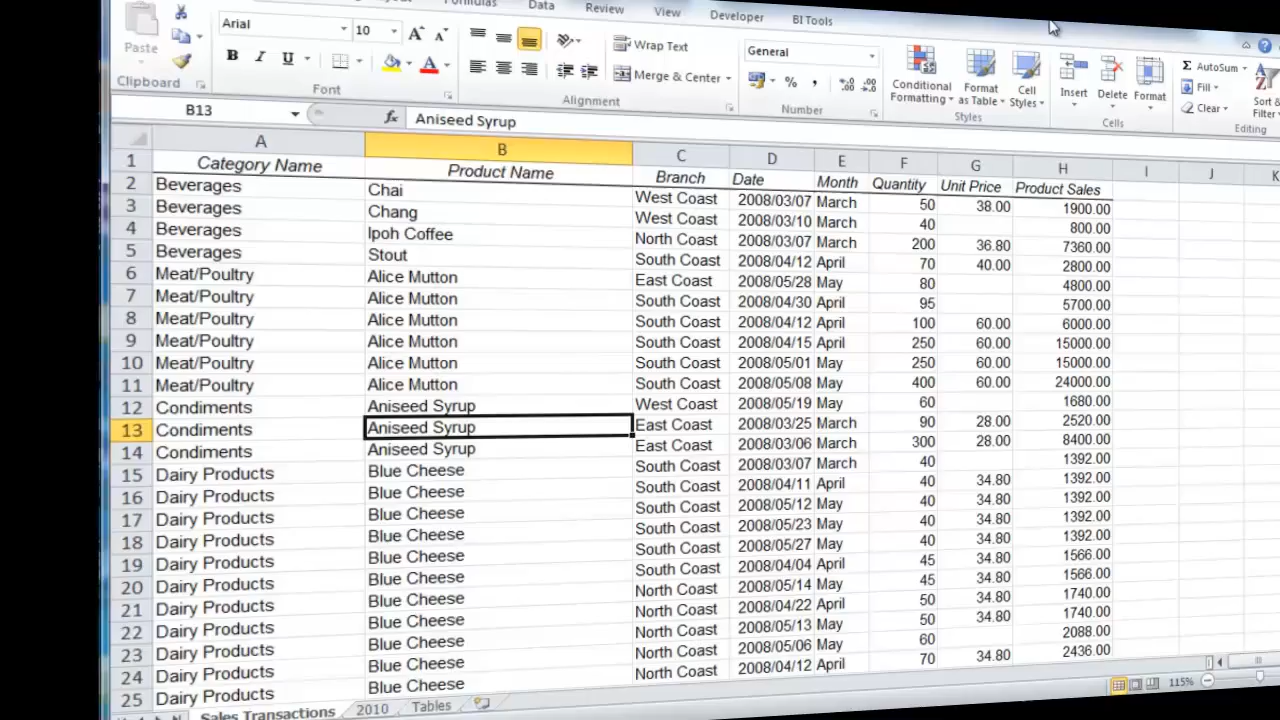 Formulas Data Review View Developer BI Tools
Paste Arial 10 Wrap Text General Conditional Formatting Format as Table Cell Styles Insert Delete Format Σ AutoSum Fill Clear Sort & Filter
B I U A Merge & Center % ,
Clipboard Font Alignment Number Styles Cells Editing
B13 fx Aniseed Syrup
A B C D E F G H I J K
1 Category Name Product Name Branch Date Month Quantity Unit Price Product Sales
2 Beverages Chai West Coast 2008/03/07 March 50 38.00 1900.00
3 Beverages Chang West Coast 2008/03/10 March 40 800.00
4 Beverages Ipoh Coffee North Coast 2008/03/07 March 200 36.80 7360.00
5 Beverages Stout South Coast 2008/04/12 April 70 40.00 2800.00
6 Meat/Poultry Alice Mutton East Coast 2008/05/28 May 80 4800.00
7 Meat/Poultry Alice Mutton South Coast 2008/04/30 April 95 5700.00
8 Meat/Poultry Alice Mutton South Coast 2008/04/12 April 100 60.00 6000.00
9 Meat/Poultry Alice Mutton South Coast 2008/04/15 April 250 60.00 15000.00
10 Meat/Poultry Alice Mutton South Coast 2008/05/01 May 250 60.00 15000.00
11 Meat/Poultry Alice Mutton South Coast 2008/05/08 May 400 60.00 24000.00
12 Condiments Aniseed Syrup West Coast 2008/05/19 May 60 1680.00
13 Condiments Aniseed Syrup East Coast 2008/03/25 March 90 28.00 2520.00
14 Condiments Aniseed Syrup East Coast 2008/03/06 March 300 28.00 8400.00
15 Dairy Products Blue Cheese South Coast 2008/03/07 March 40 1392.00
16 Dairy Products Blue Cheese South Coast 2008/04/11 April 40 34.80 1392.00
17 Dairy Products Blue Cheese South Coast 2008/05/12 May 40 34.80 1392.00
18 Dairy Products Blue Cheese South Coast 2008/05/23 May 40 34.80 1392.00
19 Dairy Products Blue Cheese South Coast 2008/05/27 May 40 34.80 1392.00
20 Dairy Products Blue Cheese South Coast 2008/04/04 April 45 34.80 1566.00
21 Dairy Products Blue Cheese North Coast 2008/05/14 May 45 34.80 1566.00
22 Dairy Products Blue Cheese North Coast 2008/04/22 April 50 34.80 1740.00
23 Dairy Products Blue Cheese North Coast 2008/05/13 May 50 34.80 1740.00
24 Dairy Products Blue Cheese North Coast 2008/05/06 May 60 2088.00
25 Dairy Products Blue Cheese North Coast 2008/04/12 April 70 34.80 2436.00
Sales Transactions 2010 Tables 115%